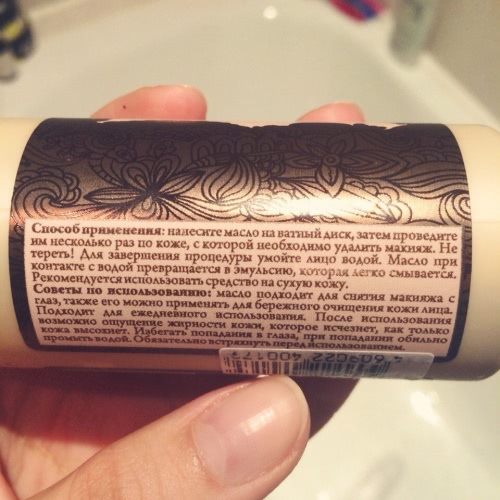 Способ применения: нанесите масло на ватный диск, затем проведите
им несколько раз по коже, с которой необходимо удалить макияж. Не
тереть! Для завершения процедуры умойте лицо водой. Масло при
контакте с водой превращается в эмульсию, которая легко смывается.
Рекомендуется использовать средство на сухую кожу.
Советы по использованию: масло подходит для снятия макияжа с
глаз, также его можно применять для бережного очищения кожи лица.
Подходит для ежедневного использования. После использования
возможно ощущение жирности кожи, которое исчезнет, как только
кожа высохнет. Избегать попадания в глаза, при попадании обильно
промыть водой. Обязательно встряхнуть перед использованием.
4 609022 400177